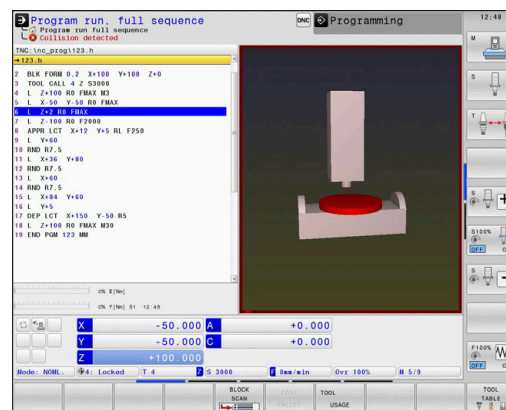 Program run, full sequence
DNC
Programming
12:48
Program run full sequence
Collision detected
TNC:\nc_prog\123.h
→123.h
2 BLK FORM 0.2 X+100 Y+100 Z+0
3 TOOL CALL 4 Z S3000
4 L Z+100 R0 FMAX M3
5 L X-50 Y-50 R0 FMAX
6 L Z+2 R0 FMAX
7 L Z-100 R0 F2000
8 APPR LCT X+12 Y+5 RL F250
9 L Y+60
10 RND R7.5
11 L X+36 Y+80
12 RND R7.5
13 L X+60
14 RND R7.5
15 L X+84 Y+60
16 L Y+5
17 DEP LCT X+150 Y-50 R5
18 L Z+100 R0 FMAX M30
19 END PGM 123 MM
0% X[Nm]
0% Y[Nm] S1 12:48
X -50.000 A +0.000
Y -50.000 C +0.000
Z +100.000
Mode: NOML. 4: Locked T 4 Z S 3000 F 0mm/min Ovr 100% M 5/9
M
S
T
S
S100%
OFF
S
F100%
OFF
BLOCK
SCAN
TOOL
USAGE
TOOL
TABLE